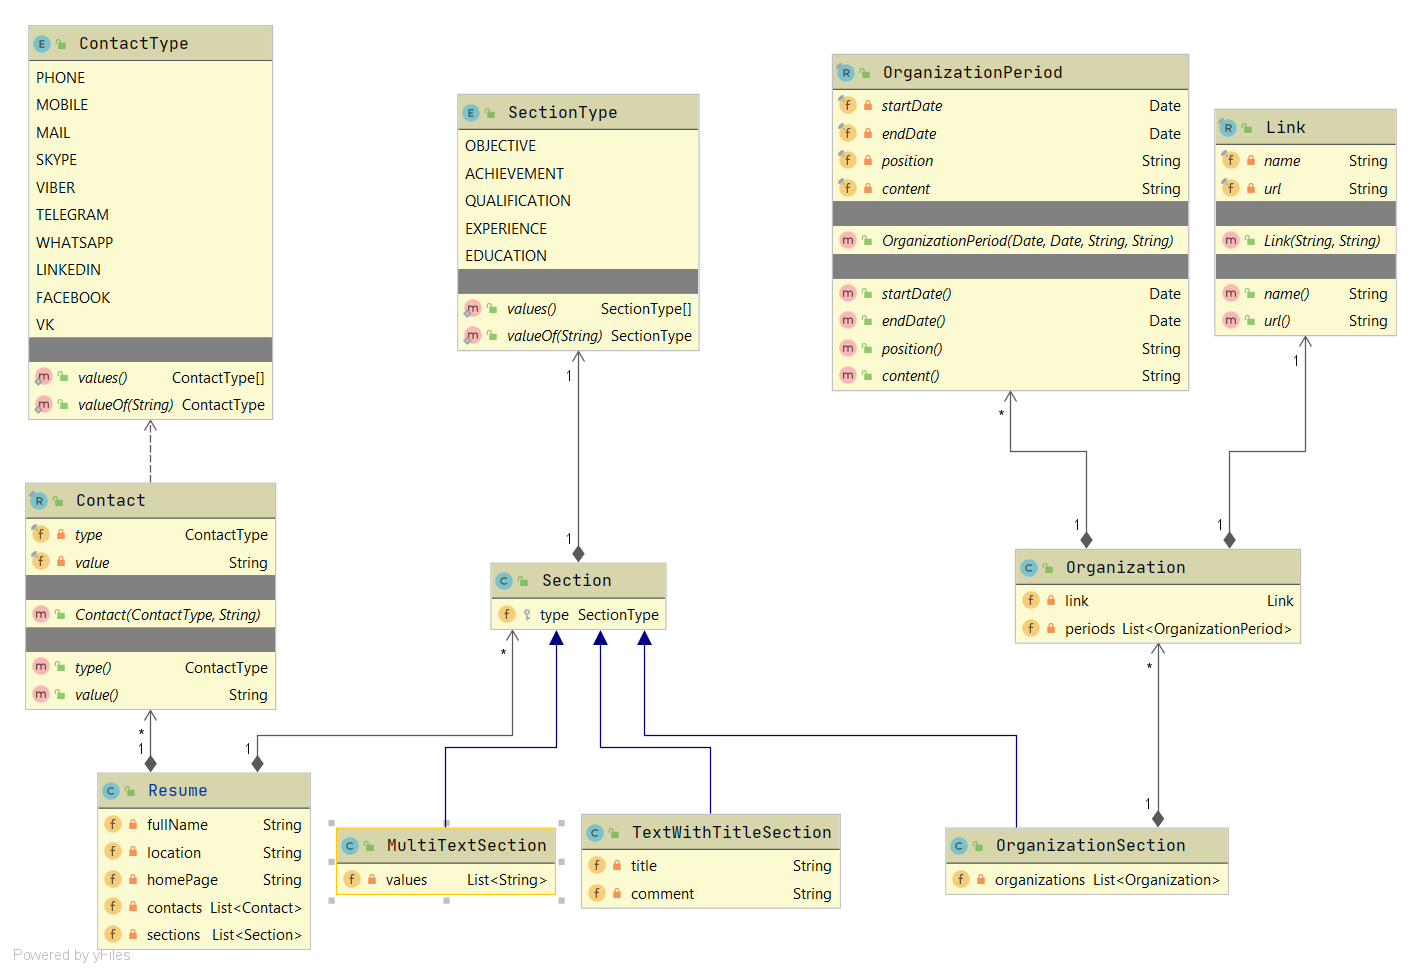 ContactType
PHONE
MOBILE
MAIL
SKYPE
VIBER
TELEGRAM
WHATSAPP
LINKEDIN
FACEBOOK
VK
values() ContactType[]
valueOf(String) ContactType
SectionType
OBJECTIVE
ACHIEVEMENT
QUALIFICATION
EXPERIENCE
EDUCATION
values() SectionType[]
valueOf(String) SectionType
OrganizationPeriod
startDate Date
endDate Date
position String
content String
OrganizationPeriod(Date, Date, String, String)
startDate() Date
endDate() Date
position() String
content() String
Link
name String
url String
Link(String, String)
name() String
url() String
1
1
*
1
1
1
Contact
type ContactType
value String
Contact(ContactType, String)
type() ContactType
value() String
Section
type SectionType
Organization
link Link
periods List<OrganizationPeriod>
*
1
*
1
*
1
Resume
fullName String
location String
homePage String
contacts List<Contact>
sections List<Section>
MultiTextSection
values List<String>
TextWithTitleSection
title String
comment String
OrganizationSection
organizations List<Organization>
Powered by yFiles